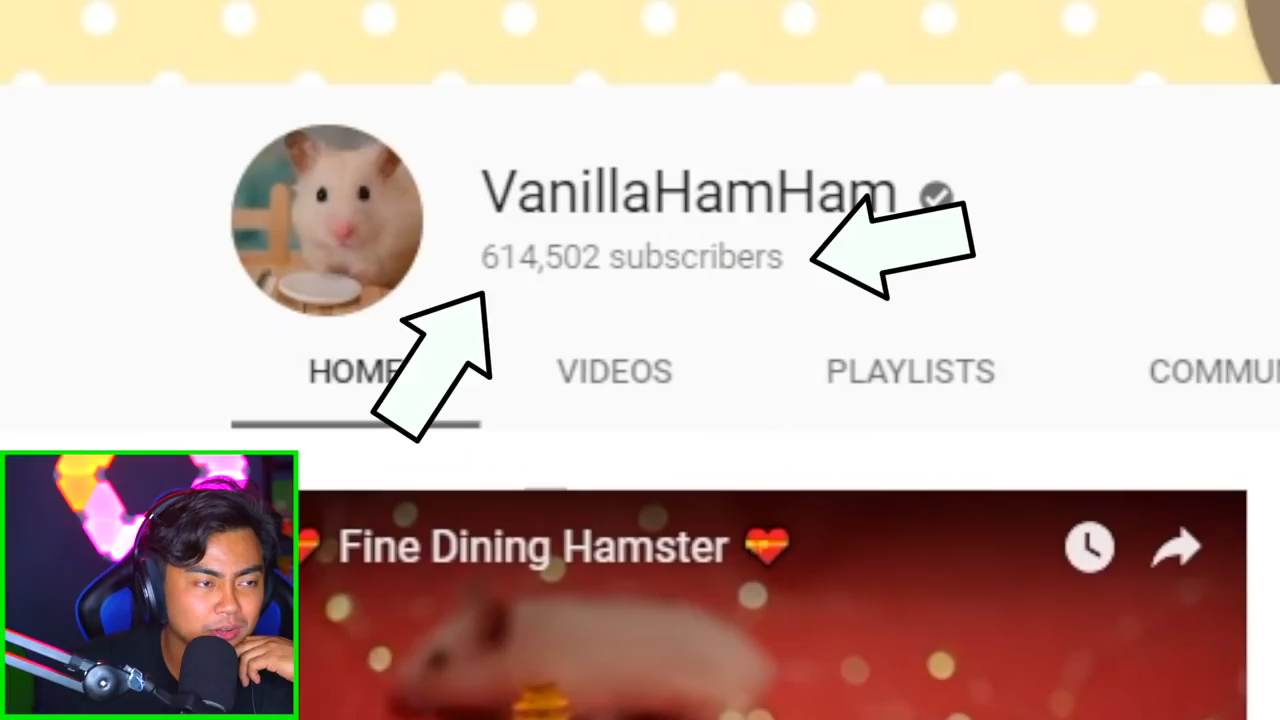 VanillaHamHam
614,502 subscribers
HOME
VIDEOS
PLAYLISTS
COMMU
Fine Dining Hamster